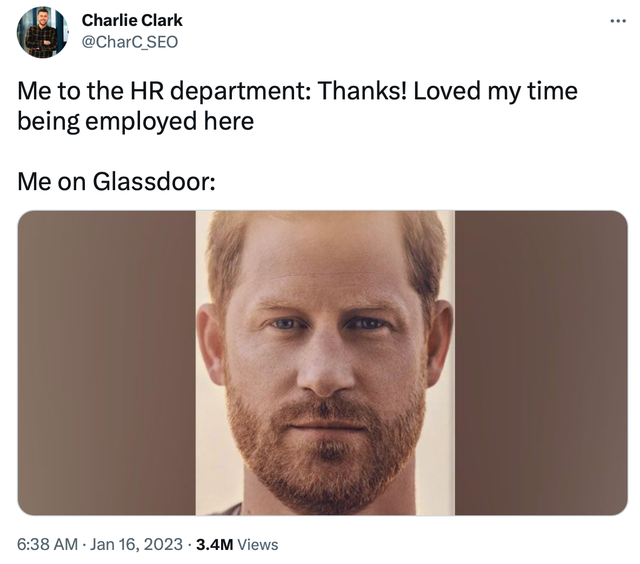 Charlie Clark
@CharC_SEO
Me to the HR department: Thanks! Loved my time
being employed here
Me on Glassdoor:
6:38 AM · Jan 16, 2023 · 3.4M Views